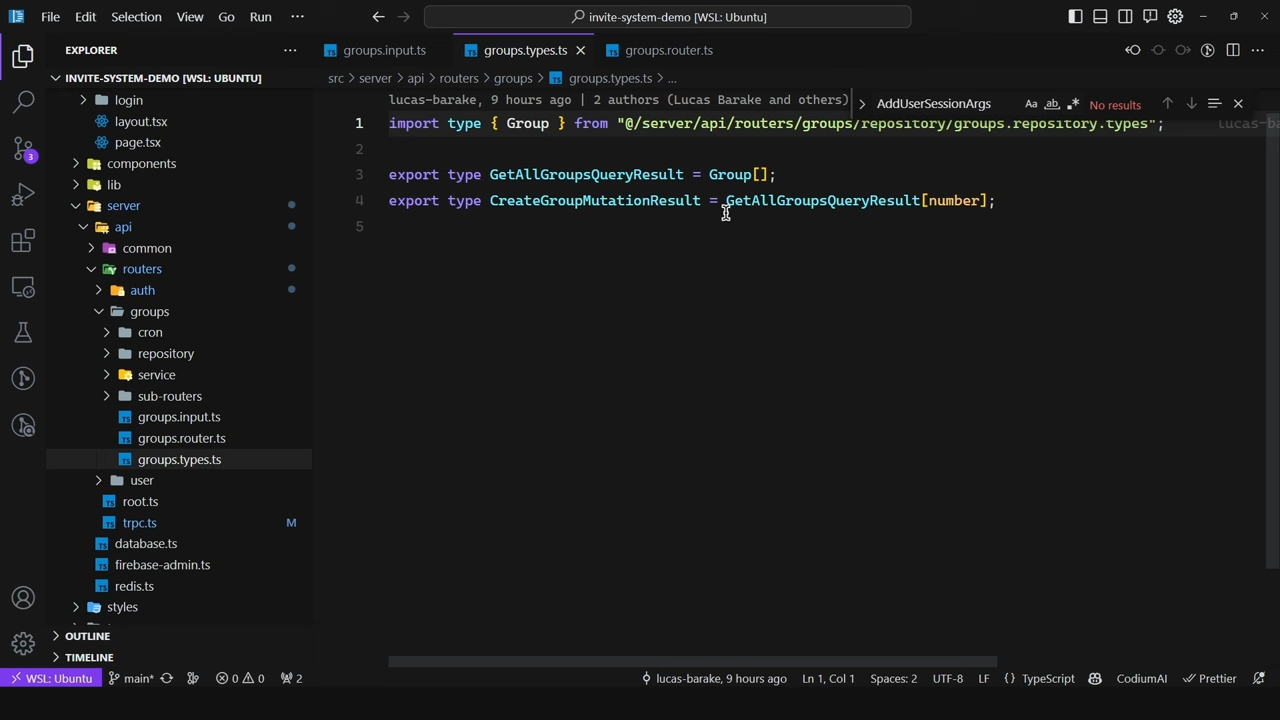 File Edit Selection View Go Run ··· invite-system-demo [WSL: Ubuntu]
EXPLORER ···
groups.input.ts groups.types.ts groups.router.ts
INVITE-SYSTEM-DEMO [WSL: UBUNTU]
src > server > api > routers > groups > groups.types.ts > ...
login
layout.tsx
page.tsx
components
lib
server
api
common
routers
auth
groups
cron
repository
service
sub-routers
groups.input.ts
groups.router.ts
groups.types.ts
user
root.ts
trpc.ts M
database.ts
firebase-admin.ts
redis.ts
styles
OUTLINE
TIMELINE
lucas-barake, 9 hours ago | 2 authors (Lucas Barake and others)
AddUserSessionArgs Aa ab .* No results
1 import type { Group } from "@/server/api/routers/groups/repository/groups.repository.types"; lucas-ba
2
3 export type GetAllGroupsQueryResult = Group[];
4 export type CreateGroupMutationResult = GetAllGroupsQueryResult[number];
5
3
WSL: Ubuntu main* 0 0 2 lucas-barake, 9 hours ago Ln 1, Col 1 Spaces: 2 UTF-8 LF {} TypeScript CodiumAI Prettier